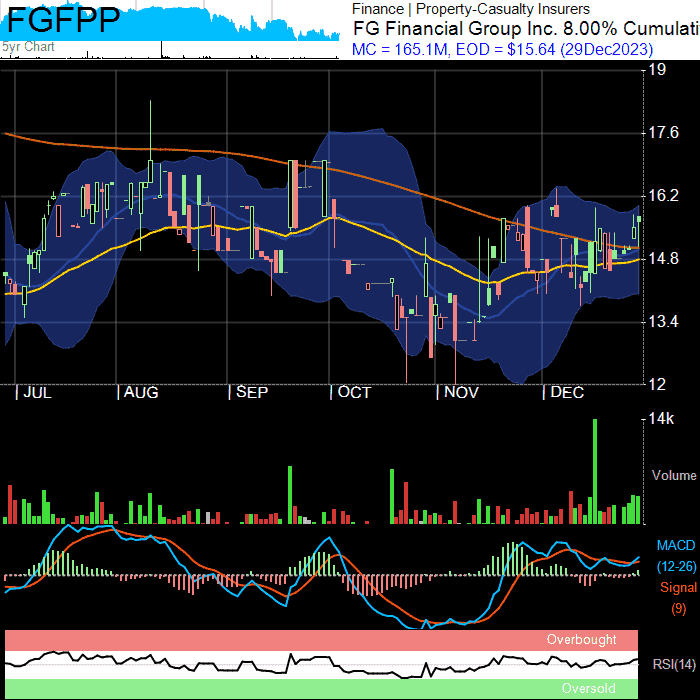 FGFPP
5yr Chart
Finance | Property-Casualty Insurers
FG Financial Group Inc. 8.00% Cumulati
MC = 165.1M, EOD = $15.64 (29Dec2023)
19
17.6
16.2
14.8
13.4
12
JUL AUG SEP OCT NOV DEC
14k
Volume
MACD
(12-26)
Signal
(9)
Overbought
RSI(14)
Oversold